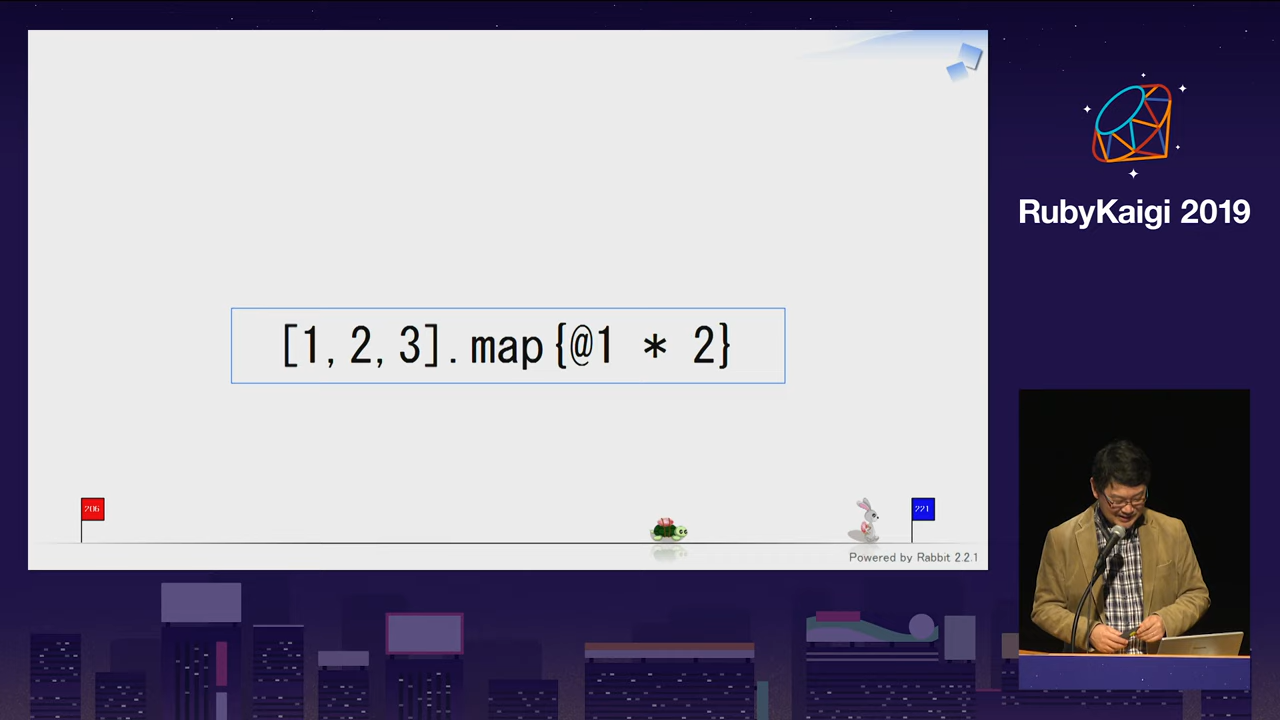 [1,2,3].map{@1 * 2}
206
221
Powered by Rabbit 2.2.1
RubyKaigi 2019